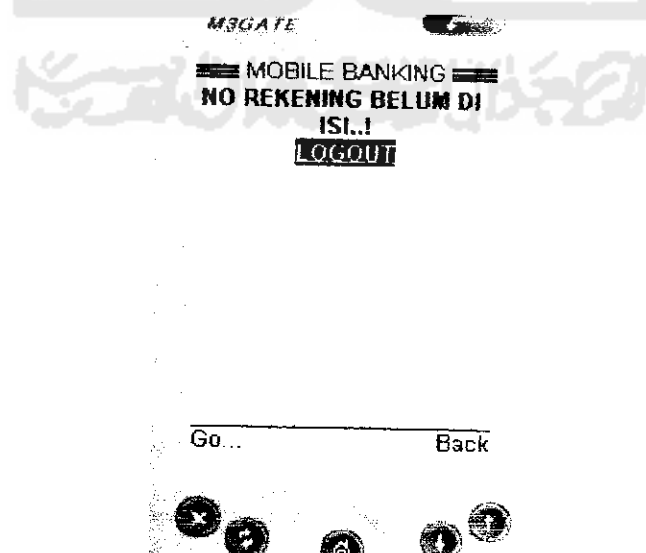 M3GATE
=== MOBILE BANKING ===
NO REKENING BELUM DI
ISI..!
LOGOUT
Go... Back